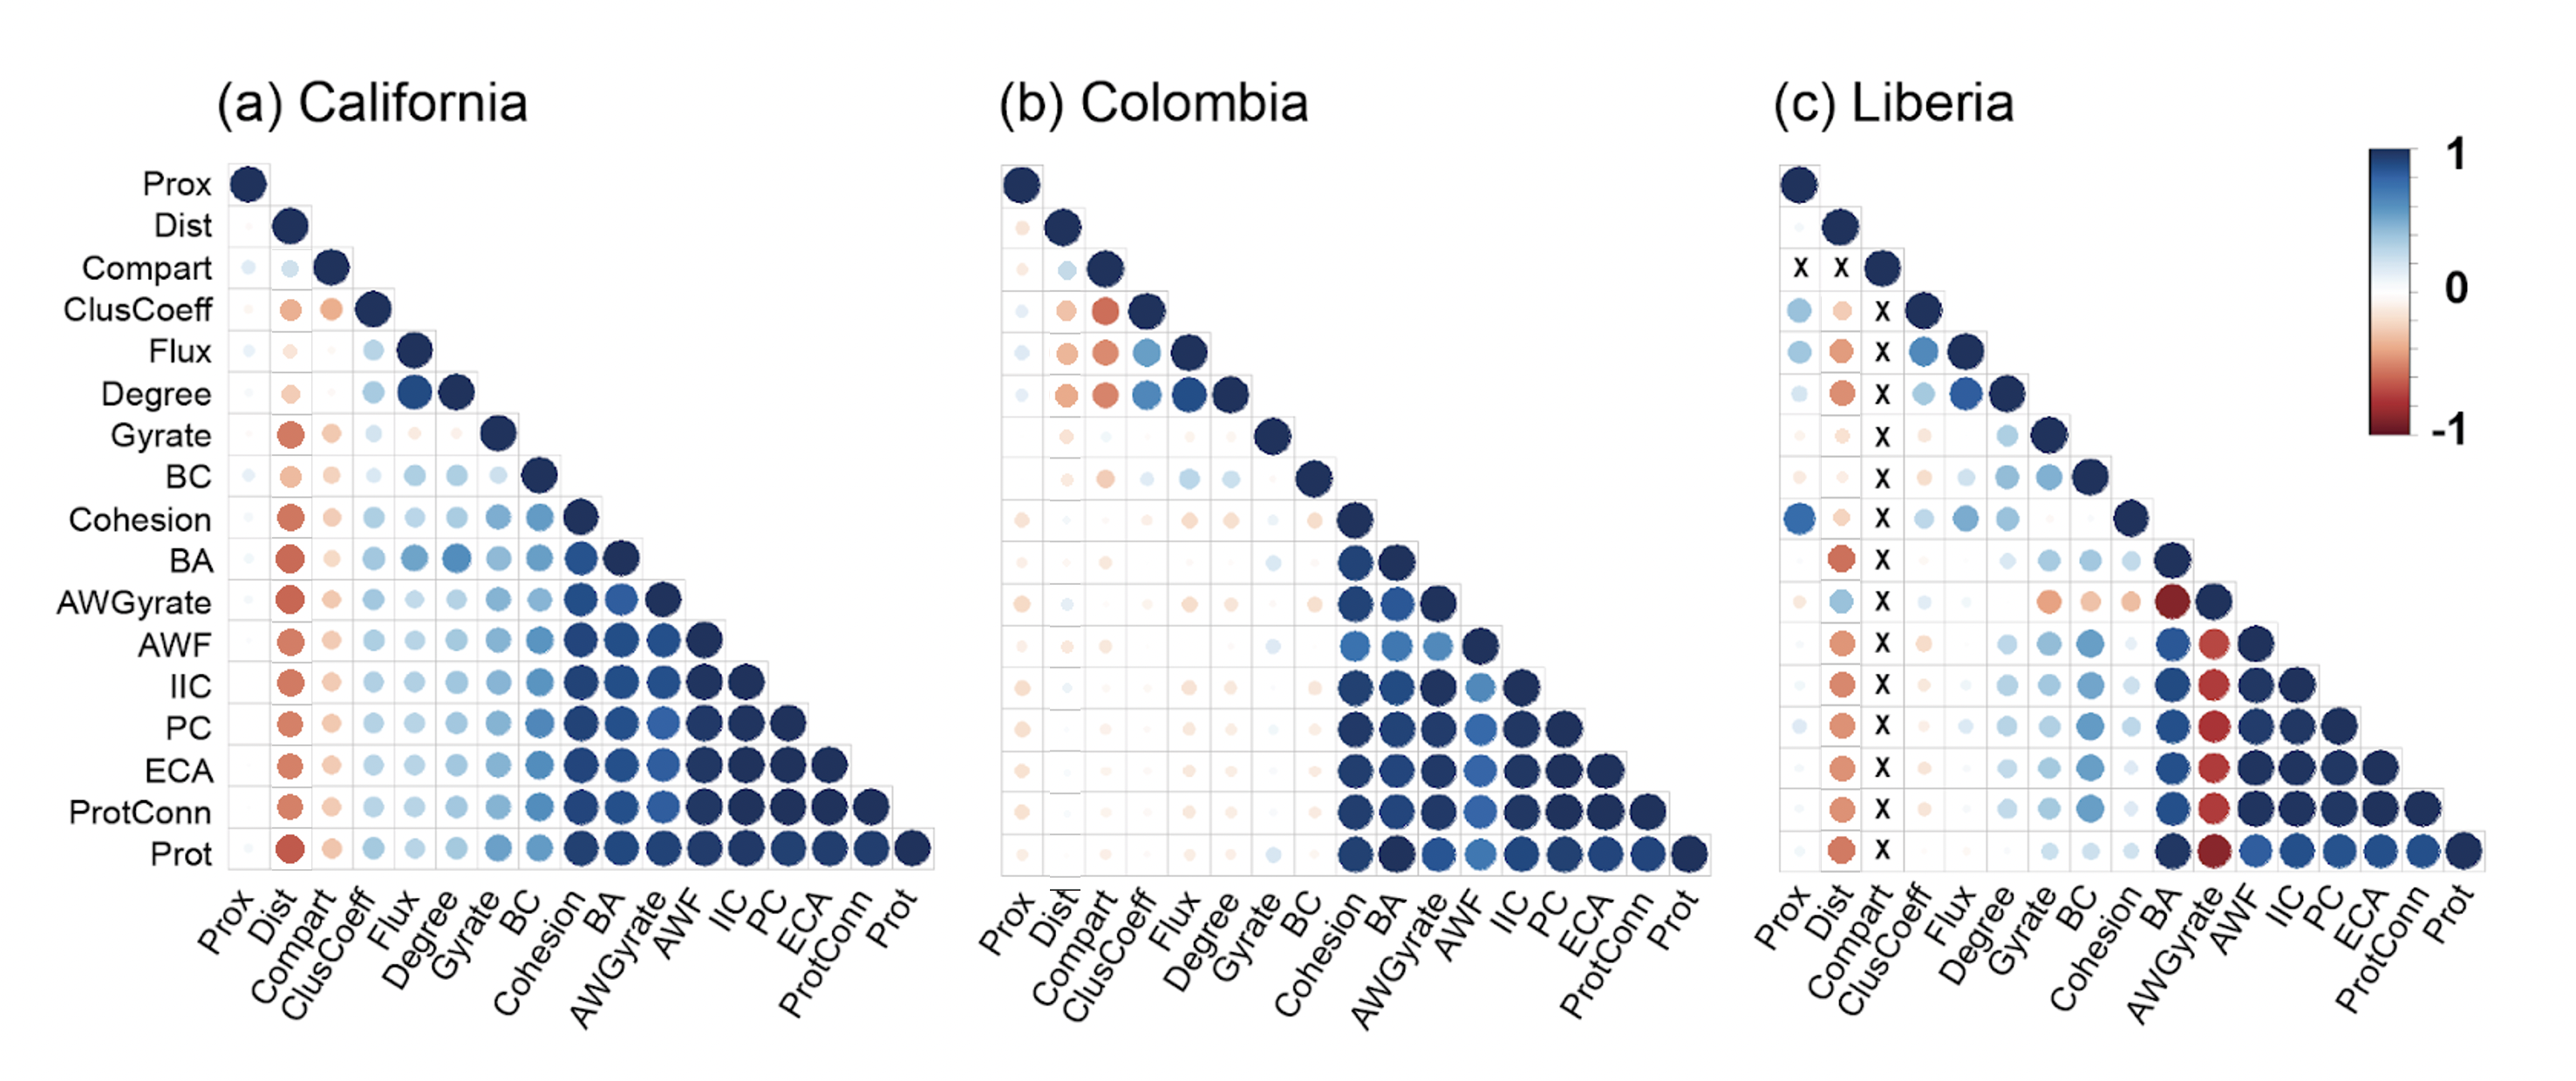 (a) California
(b) Colombia
(c) Liberia
1
0
-1
Prox
Dist
Compart
ClusCoeff
Flux
Degree
Gyrate
BC
Cohesion
BA
AWGyrate
AWF
IIC
PC
ECA
ProtConn
Prot
X X
X
X
X
X
X
X
X
X
X
X
X
X
X
X
Prox Dist Compart ClusCoeff Flux Degree Gyrate BC Cohesion BA AWGyrate AWF IIC PC ECA ProtConn Prot
Prox Dist Compart ClusCoeff Flux Degree Gyrate BC Cohesion BA AWGyrate AWF IIC PC ECA ProtConn Prot
Prox Dist Compart ClusCoeff Flux Degree Gyrate BC Cohesion BA AWGyrate AWF IIC PC ECA ProtConn Prot